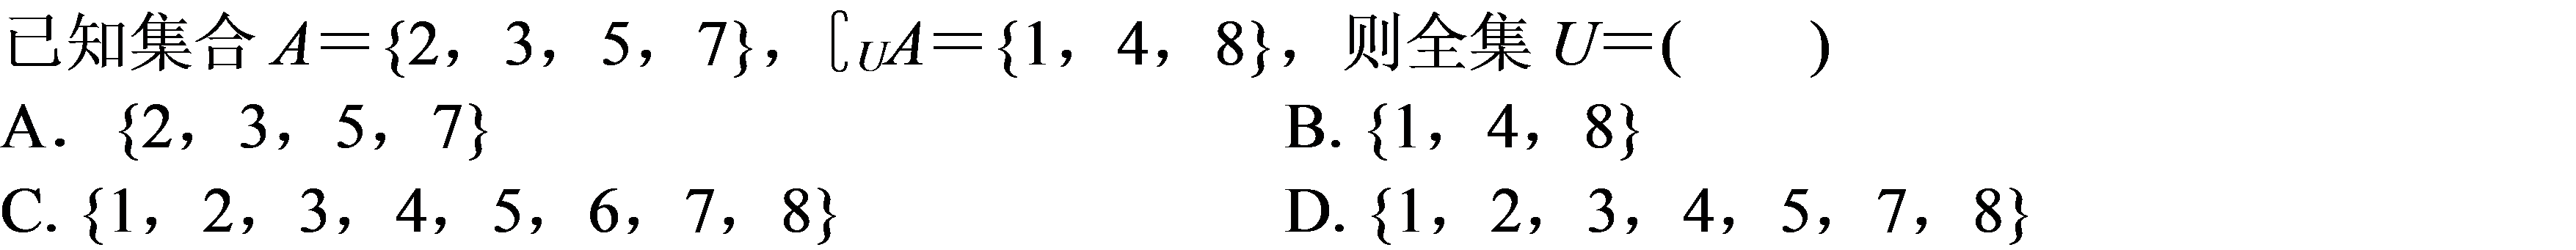 已知集合 A＝{2，3，5，7}，∁UA＝{1，4，8}，则全集 U＝(　　)
A． {2，3，5，7}　　B. {1，4，8}
C. {1，2，3，4，5，6，7，8}　　D. {1，2，3，4，5，7，8}